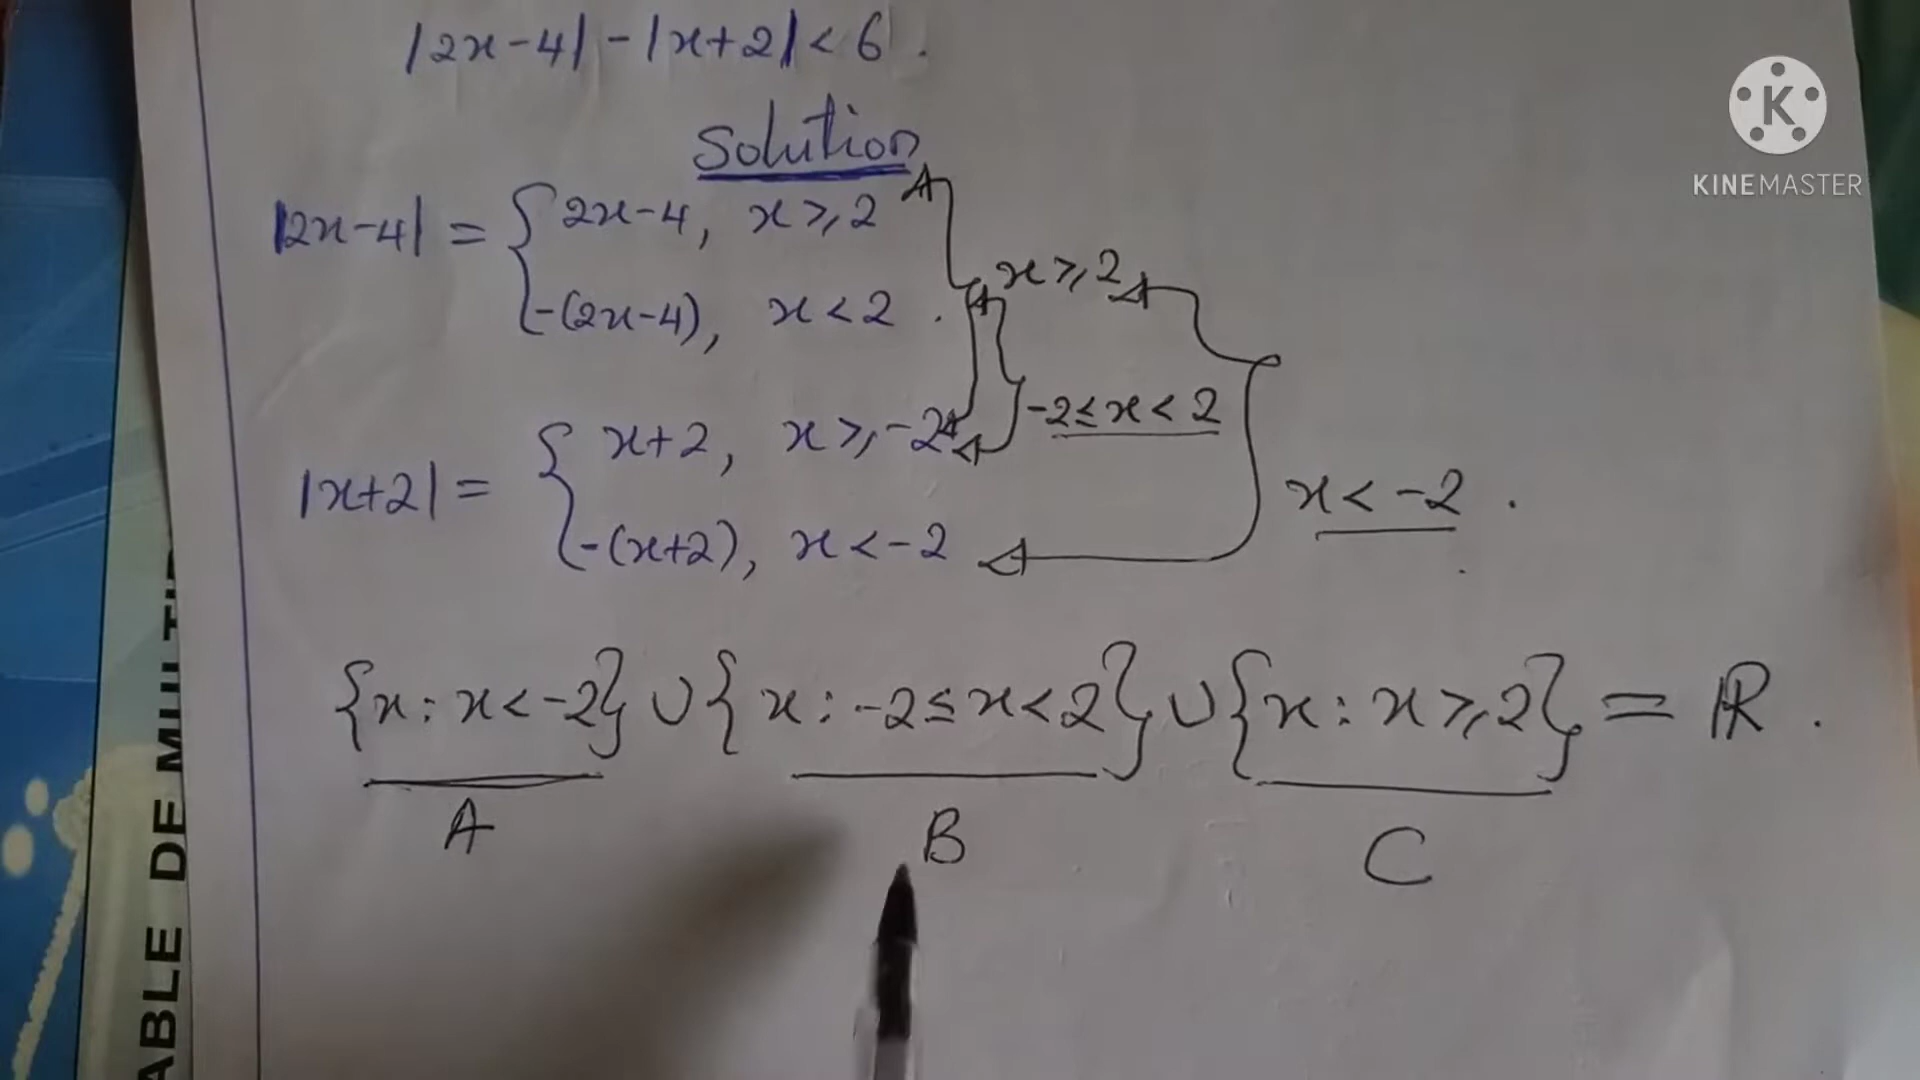 |2x-4| - |x+2| < 6.
Solution
|2x-4| = { 2x-4, x ≥ 2
-(2x-4), x < 2.
x ≥ 2
-2 ≤ x < 2
|x+2| = { x+2, x ≥ -2
-(x+2), x < -2
x < -2.
{x : x < -2} ∪ {x : -2 ≤ x < 2} ∪ {x : x ≥ 2} = ℝ.
A B C
K
KINEMASTER
ABLE DE MULTI